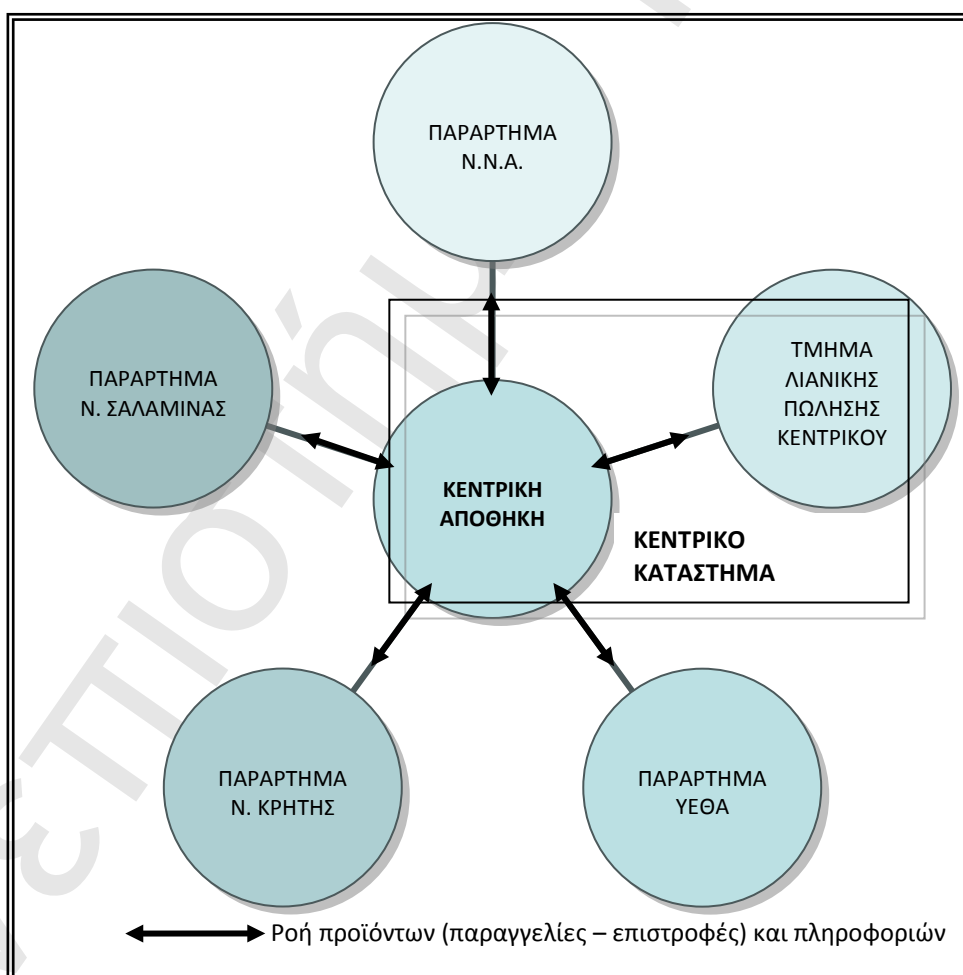 ΠΑΡΑΡΤΗΜΑ
Ν.Ν.Α.
ΠΑΡΑΡΤΗΜΑ
Ν. ΣΑΛΑΜΙΝΑΣ
ΤΜΗΜΑ
ΛΙΑΝΙΚΗΣ
ΠΩΛΗΣΗΣ
ΚΕΝΤΡΙΚΟΥ
ΚΕΝΤΡΙΚΗ
ΑΠΟΘΗΚΗ
ΚΕΝΤΡΙΚΟ
ΚΑΤΑΣΤΗΜΑ
ΠΑΡΑΡΤΗΜΑ
Ν. ΚΡΗΤΗΣ
ΠΑΡΑΡΤΗΜΑ
ΥΕΘΑ
Ροή προϊόντων (παραγγελίες – επιστροφές) και πληροφοριών